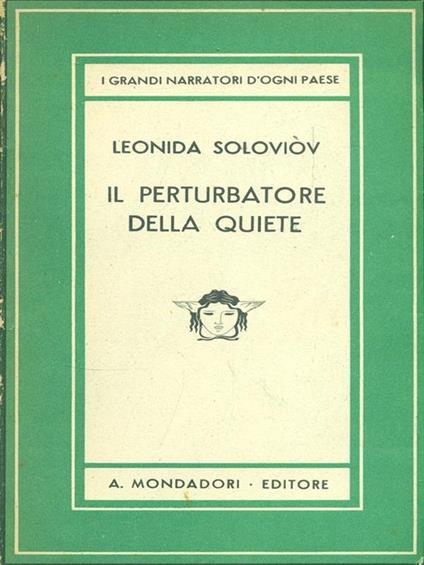 I GRANDI NARRATORI D'OGNI PAESE
LEONIDA SOLOVIÒV
IL PERTURBATORE
DELLA QUIETE
A. MONDADORI · EDITORE